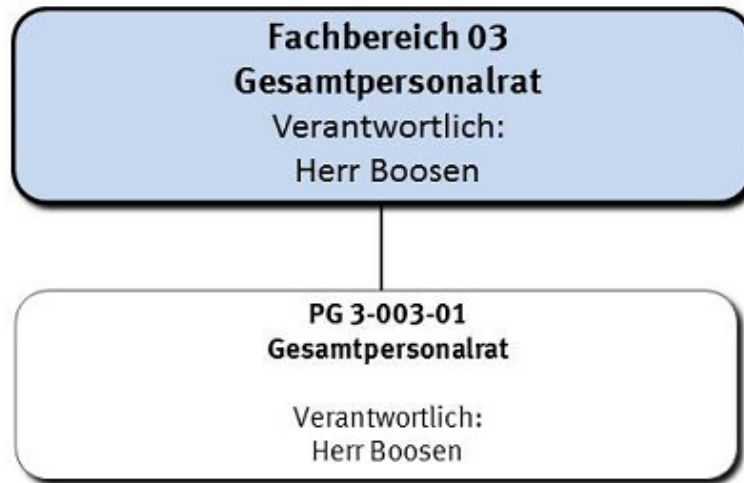 Fachbereich 03
Gesamtpersonalrat
Verantwortlich:
Herr Boosen
PG 3-003-01
Gesamtpersonalrat
Verantwortlich:
Herr Boosen